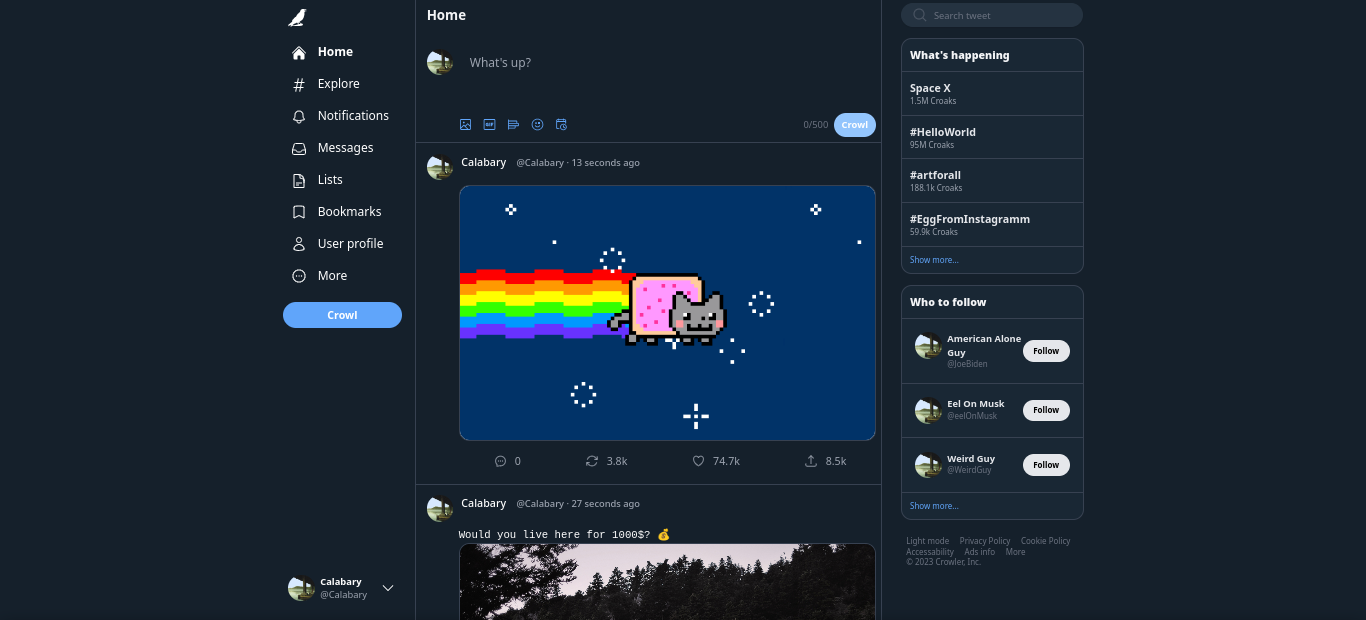 Home
Explore
Notifications
Messages
Lists
Bookmarks
User profile
More
Crowl
Calabary
@Calabary
Home
What's up?
GIF
0/500
Crowl
Calabary @Calabary · 13 seconds ago
0 3.8k 74.7k 8.5k
Calabary @Calabary · 27 seconds ago
Would you live here for 1000$? 💰
Search tweet
What's happening
Space X
1.5M Croaks
#HelloWorld
95M Croaks
#artforall
188.1k Croaks
#EggFromInstagramm
59.9k Croaks
Show more...
Who to follow
American Alone
Guy
@JoeBiden
Follow
Eel On Musk
@eelOnMusk
Follow
Weird Guy
@WeirdGuy
Follow
Show more...
Light mode Privacy Policy Cookie Policy
Accessability Ads info More
© 2023 Crowler, Inc.